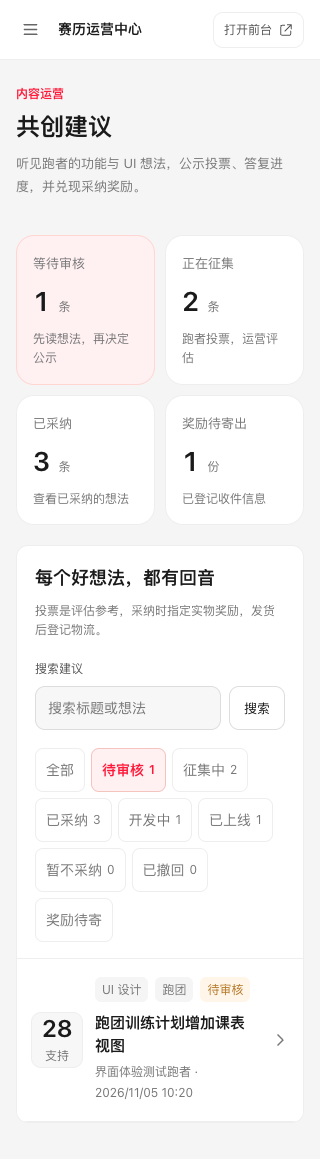 赛历运营中心
打开前台
内容运营
共创建议
听见跑者的功能与 UI 想法，公示投票、答复进
度，并兑现采纳奖励。
等待审核
1 条
先读想法，再决定
公示
正在征集
2 条
跑者投票，运营评
估
已采纳
3 条
查看已采纳的想法
奖励待寄出
1 份
已登记收件信息
每个好想法，都有回音
投票是评估参考，采纳时指定实物奖励，发货
后登记物流。
搜索建议
搜索标题或想法
搜索
全部 待审核 1 征集中 2
已采纳 3 开发中 1 已上线 1
暂不采纳 0 已撤回 0
奖励待寄
UI 设计 跑团 待审核
28
支持
跑团训练计划增加课表
视图
界面体验测试跑者 ·
2026/11/05 10:20